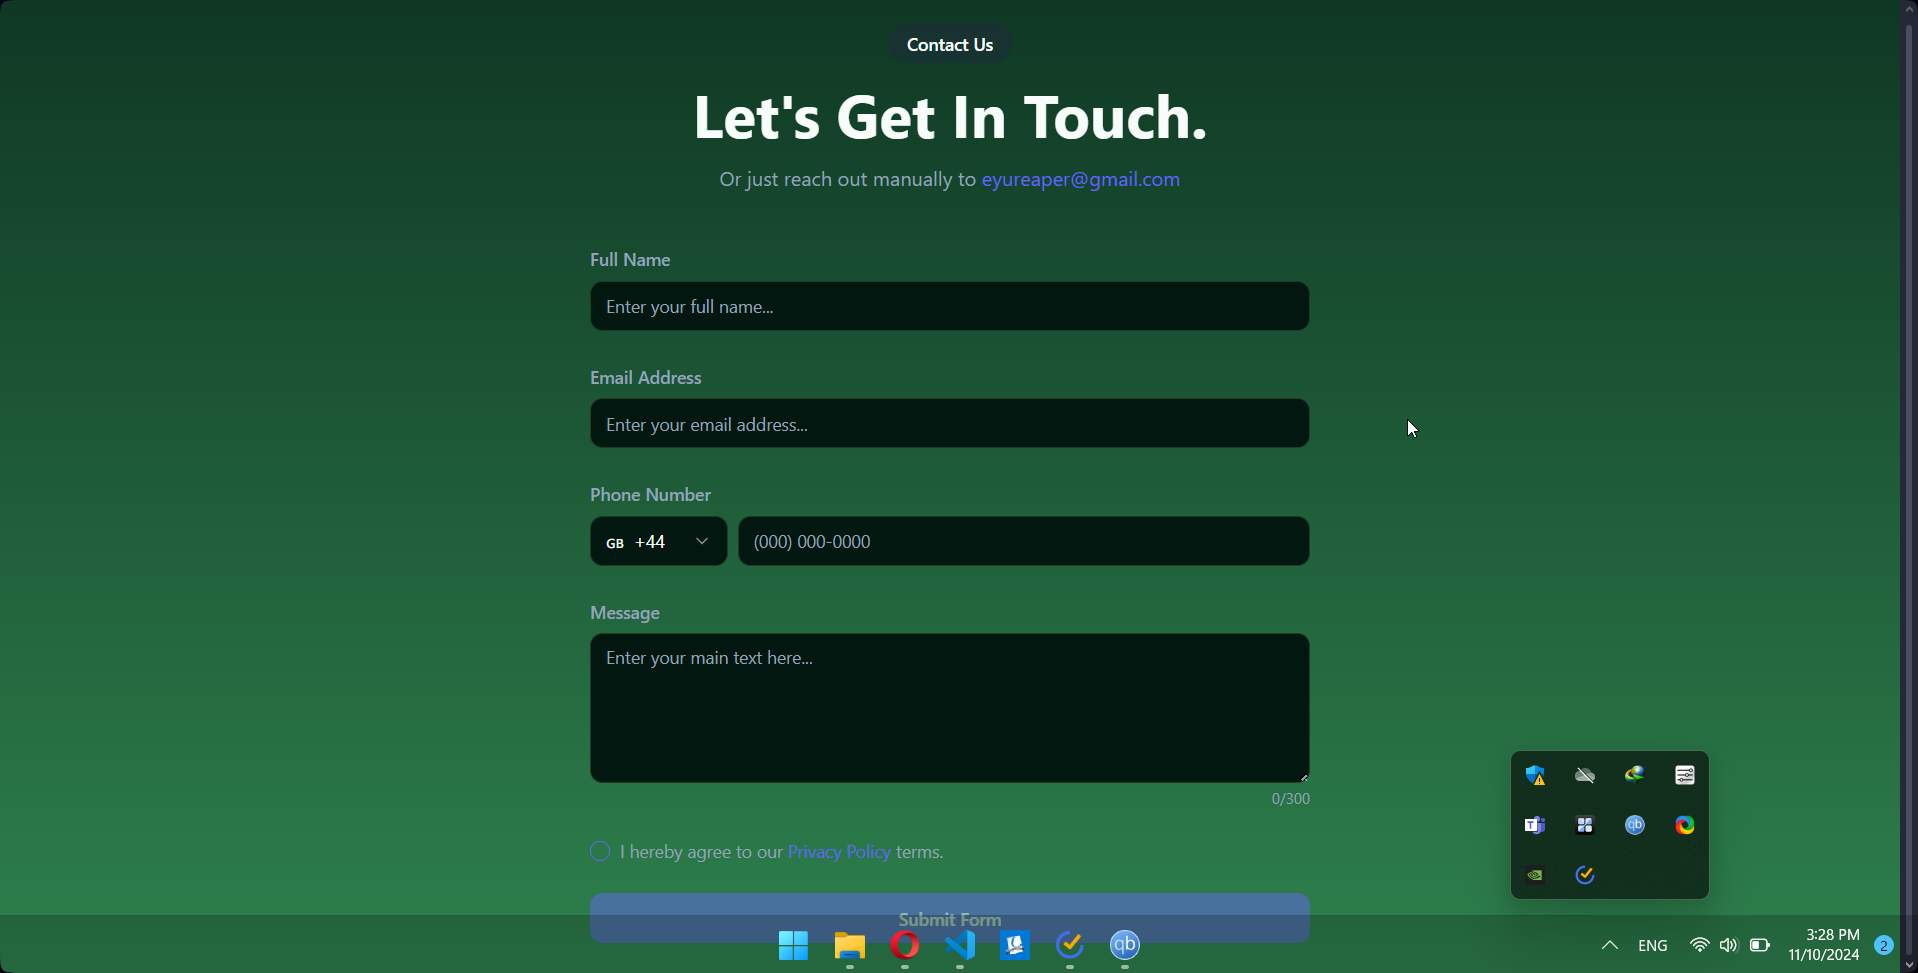 Contact Us
Let's Get In Touch.
Or just reach out manually to eyureaper@gmail.com
Full Name
Enter your full name...
Email Address
Enter your email address...
Phone Number
GB +44
(000) 000-0000
Message
Enter your main text here...
0/300
I hereby agree to our Privacy Policy terms.
Submit Form
T
qb
qb
ENG
3:28 PM
11/10/2024
2